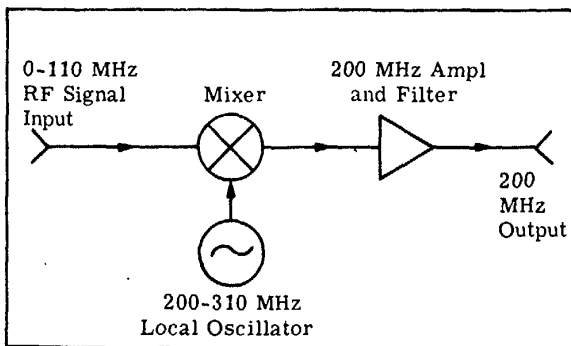 0-110 MHz
RF Signal
Input
Mixer
200 MHz Ampl
and Filter
200
MHz
Output
200-310 MHz
Local Oscillator